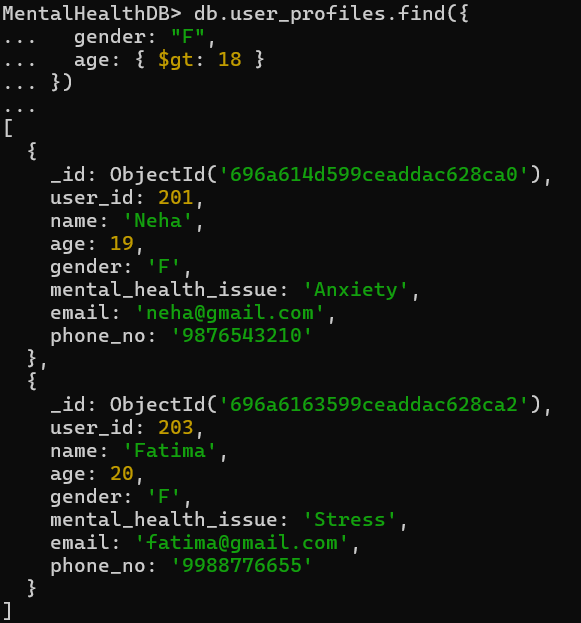 MentalHealthDB> db.user_profiles.find({
...   gender: "F",
...   age: { $gt: 18 }
... })
...
[
  {
    _id: ObjectId('696a614d599ceaddac628ca0'),
    user_id: 201,
    name: 'Neha',
    age: 19,
    gender: 'F',
    mental_health_issue: 'Anxiety',
    email: 'neha@gmail.com',
    phone_no: '9876543210'
  },
  {
    _id: ObjectId('696a6163599ceaddac628ca2'),
    user_id: 203,
    name: 'Fatima',
    age: 20,
    gender: 'F',
    mental_health_issue: 'Stress',
    email: 'fatima@gmail.com',
    phone_no: '9988776655'
  }
]